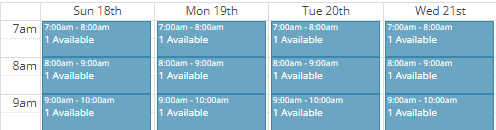 Sun 18th Mon 19th Tue 20th Wed 21st
7am
7:00am - 8:00am 7:00am - 8:00am 7:00am - 8:00am 7:00am - 8:00am
1 Available 1 Available 1 Available 1 Available
8am
8:00am - 9:00am 8:00am - 9:00am 8:00am - 9:00am 8:00am - 9:00am
1 Available 1 Available 1 Available 1 Available
9am
9:00am - 10:00am 9:00am - 10:00am 9:00am - 10:00am 9:00am - 10:00am
1 Available 1 Available 1 Available 1 Available